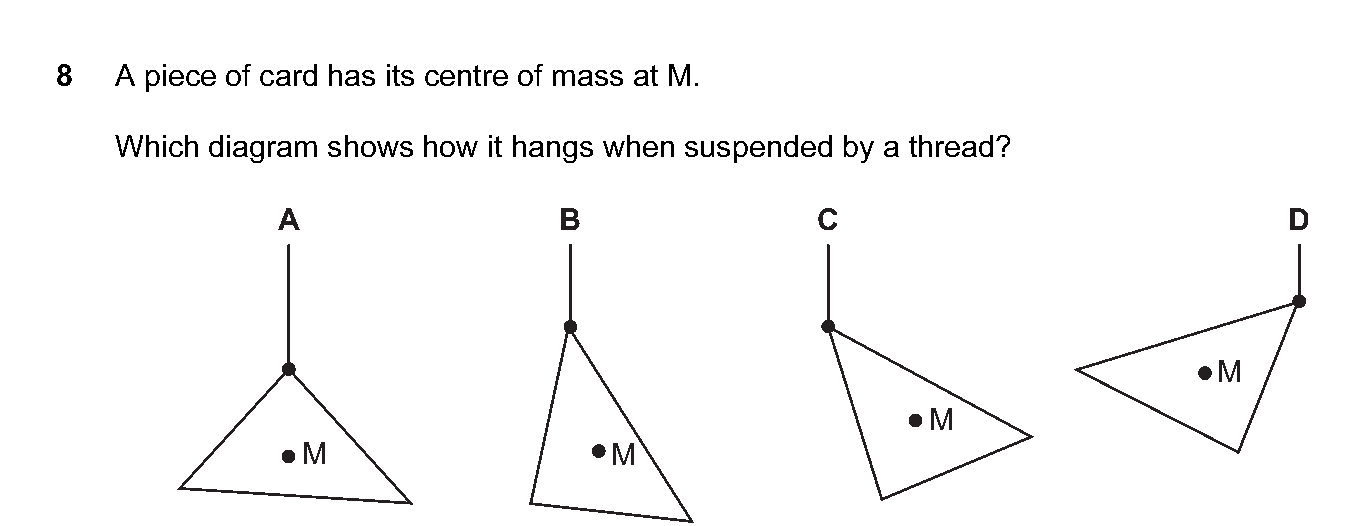 8 A piece of card has its centre of mass at M.
Which diagram shows how it hangs when suspended by a thread?
A B C D
M M M M